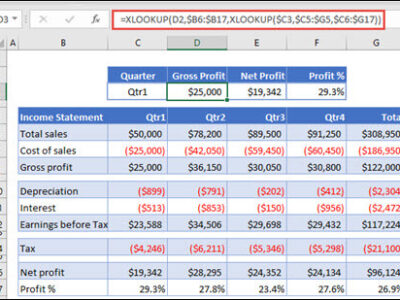 D3 =XLOOKUP(D2,$B6:$B17,XLOOKUP($C3,$C5:$G5,$C6:$G17))
A B C D E F G
Quarter Gross Profit Net Profit Profit %
Qtr1 $25,000 $19,342 29.3%
Income Statement Qtr1 Qtr2 Qtr3 Qtr4 Total
Total sales $50,000 $78,200 $89,500 $91,250 $308,950
Cost of sales ($25,000) ($42,050) ($59,450) ($60,450) ($186,950)
Gross profit $25,000 $36,150 $30,050 $30,800 $122,000
Depreciation ($899) ($791) ($202) ($412) ($2,304)
Interest ($513) ($853) ($150) ($956) ($2,472)
Earnings before Tax $23,588 $34,506 $29,698 $29,432 $117,224
Tax ($4,246) ($6,211) ($5,346) ($5,298) ($21,100)
Net profit $19,342 $28,295 $24,352 $24,134 $96,124
Profit % 29.3% 27.8% 23.4% 27.6% 26.9%